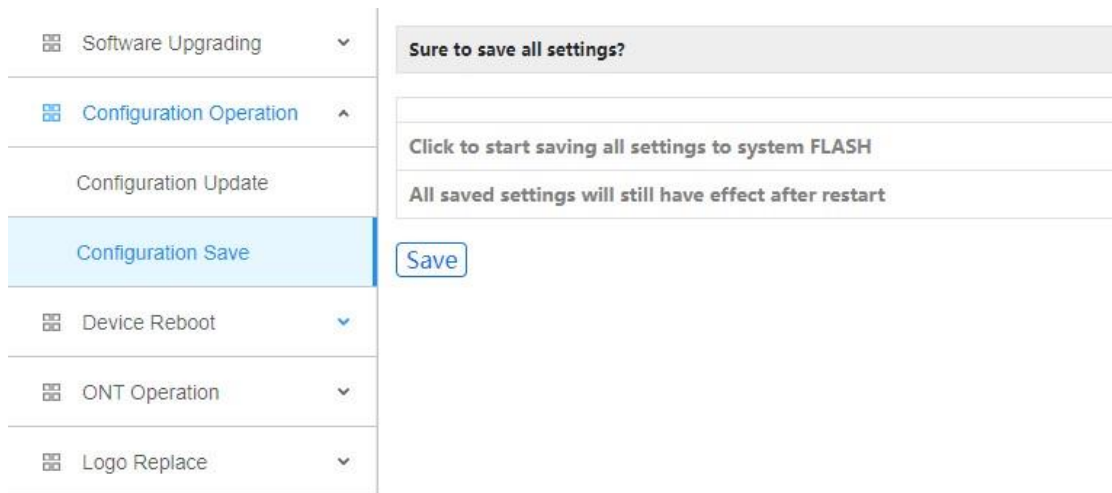 Software Upgrading
Configuration Operation
Configuration Update
Configuration Save
Device Reboot
ONT Operation
Logo Replace
Sure to save all settings?
Click to start saving all settings to system FLASH
All saved settings will still have effect after restart
Save